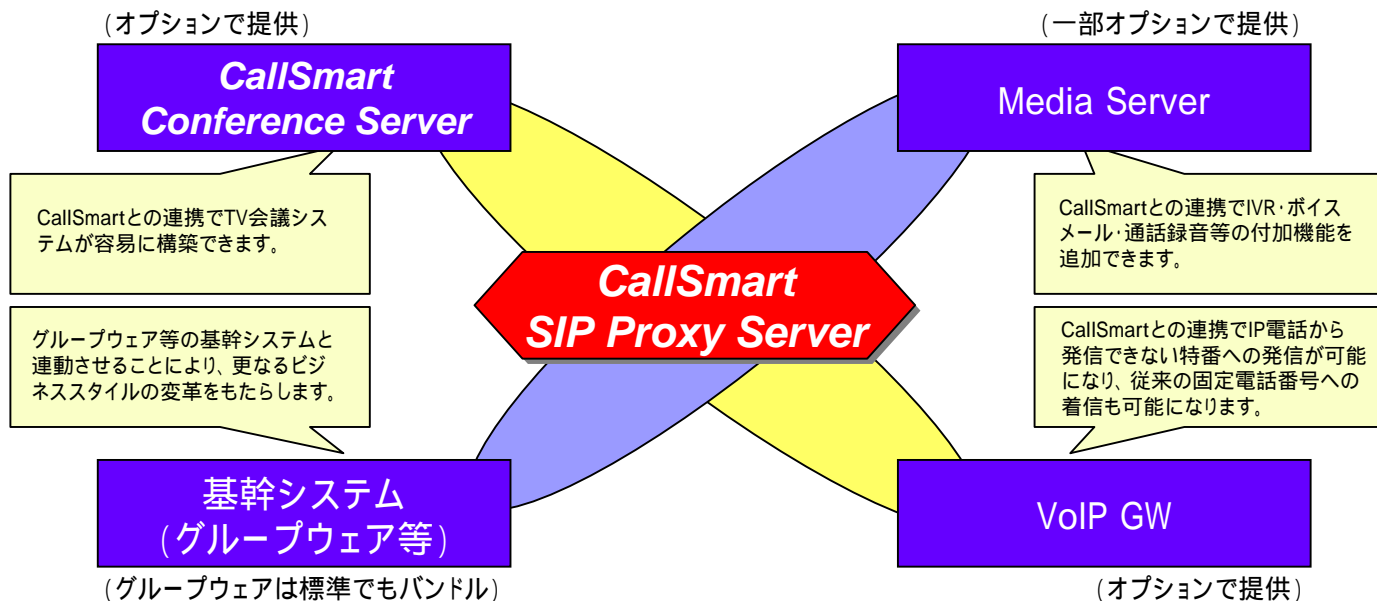 (オプションで提供)
CallSmart
Conference Server
CallSmartとの連携でTV会議シス
テムが容易に構築できます。
(一部オプションで提供)
Media Server
CallSmartとの連携でIVR・ボイス
メール・通話録音等の付加機能を
追加できます。
CallSmart
SIP Proxy Server
グループウェア等の基幹システムと
連動させることにより、更なるビジ
ネススタイルの変革をもたらします。
基幹システム
(グループウェア等)
(グループウェアは標準でもバンドル)
CallSmartとの連携でIP電話から
発信できない特番への発信が可能
になり、従来の固定電話番号への
着信も可能になります。
VoIP GW
(オプションで提供)